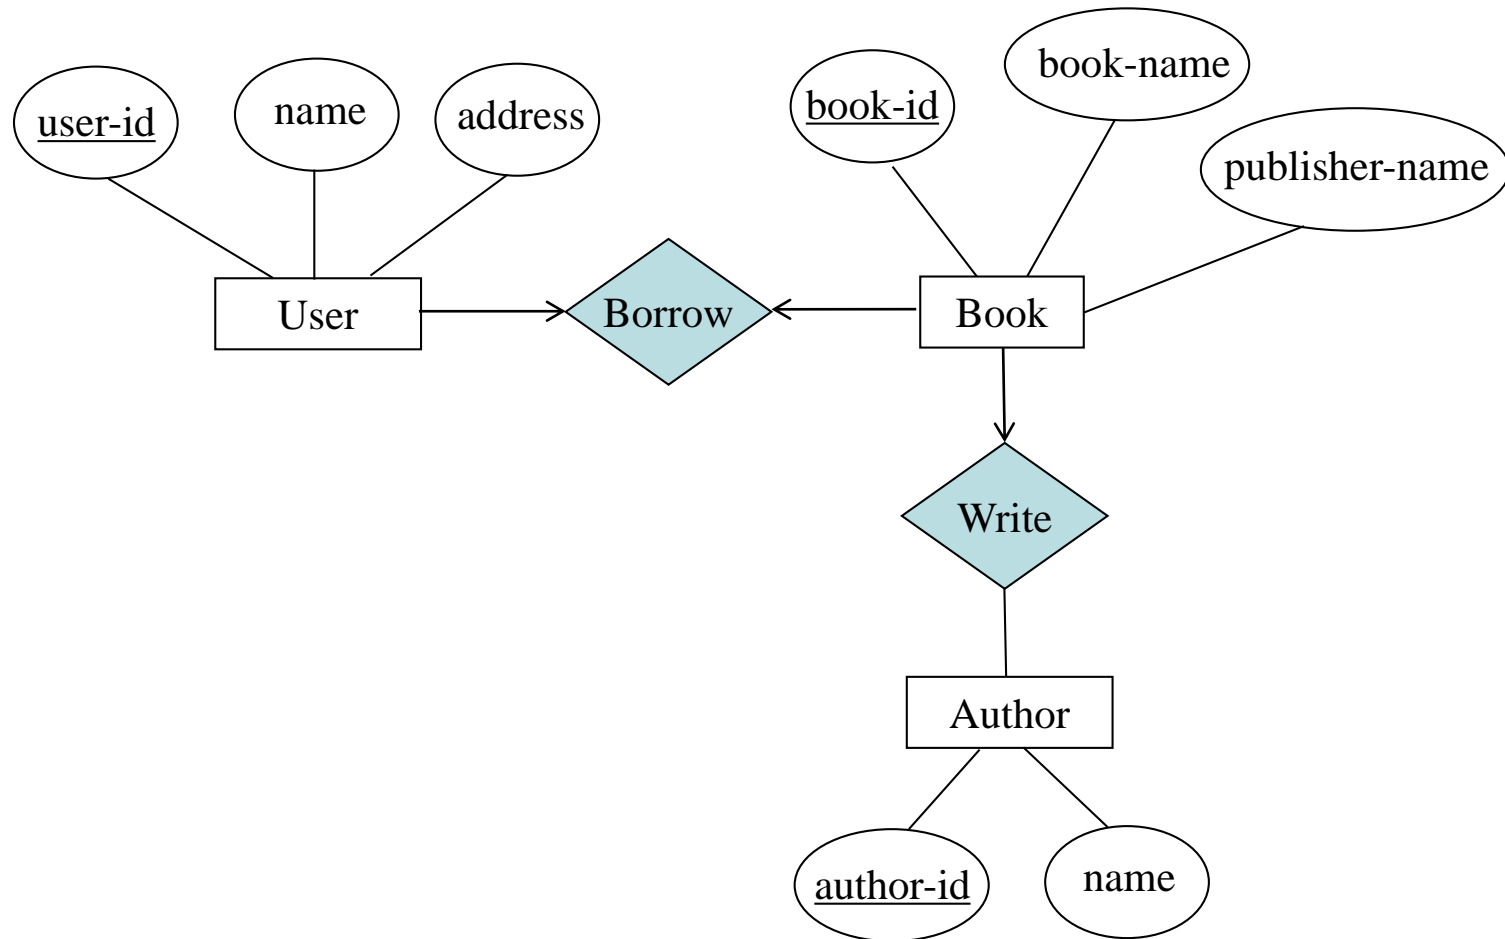 user-id
name
address
book-id
book-name
publisher-name
User
Borrow
Book
Write
Author
author-id
name